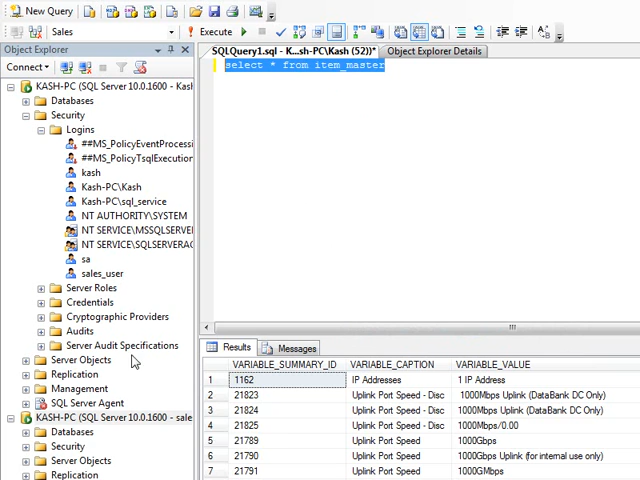 New Query
Sales
Execute
Object Explorer
SQLQuery1.sql - K...sh-PC\Kash (52))*
Object Explorer Details
Connect
select * from item_master
KASH-PC (SQL Server 10.0.1600 - Kash
Databases
Security
Logins
##MS_PolicyEventProcessi
##MS_PolicyTsqlExecution
kash
Kash-PC\Kash
Kash-PC\sql_service
NT AUTHORITY\SYSTEM
NT SERVICE\MSSQLSERVE
NT SERVICE\SQLSERVERAG
sa
sales_user
Server Roles
Credentials
Cryptographic Providers
Audits
Server Audit Specifications
Server Objects
Replication
Management
SQL Server Agent
KASH-PC (SQL Server 10.0.1600 - sale
Databases
Security
Server Objects
Replication
Results
Messages
VARIABLE_SUMMARY_ID VARIABLE_CAPTION VARIABLE_VALUE
1 1162 IP Addresses 1 IP Address
2 21823 Uplink Port Speed - Disc 1000Mbps Uplink (DataBank DC Only)
3 21824 Uplink Port Speed - Disc 1000Mbps Uplink (DataBank DC Only)
4 21825 Uplink Port Speed - Disc 1000Mbps/0.00
5 21789 Uplink Port Speed 1000Gbps
6 21790 Uplink Port Speed 1000Gbps Uplink (for internal use only)
7 21791 Uplink Port Speed 1000GMbps